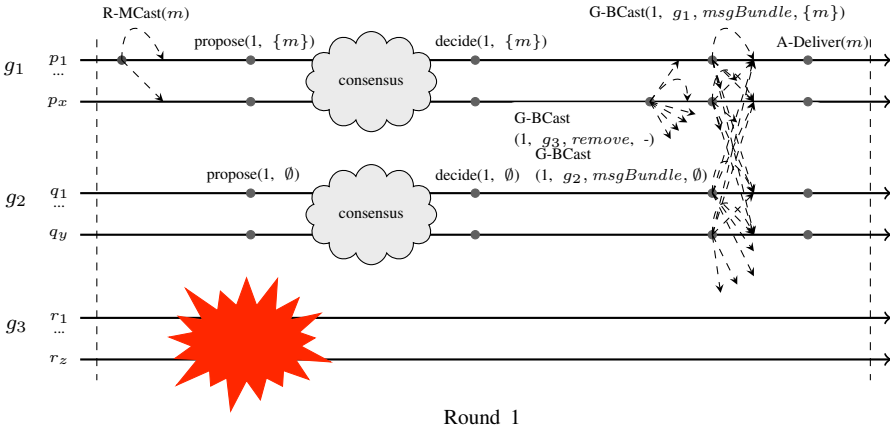 R-MCast(m)
G-BCast(1, g1, msgBundle, {m})
propose(1, {m})
decide(1, {m})
A-Deliver(m)
g1
p1
...
consensus
px
G-BCast
(1, g3, remove, -)
G-BCast
propose(1, ∅)
decide(1, ∅)
(1, g2, msgBundle, ∅)
g2
q1
...
consensus
qy
g3
r1
...
rz
Round 1